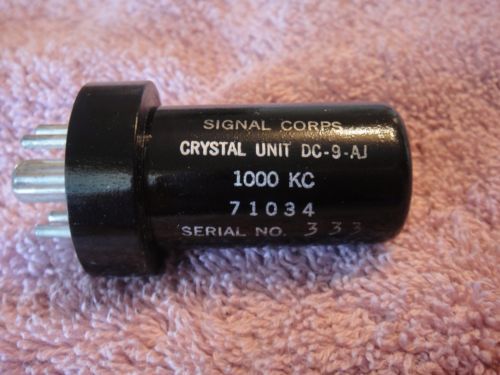 SIGNAL CORPS
CRYSTAL UNIT DC-9-AJ
1000 KC
71034
SERIAL NO. 333